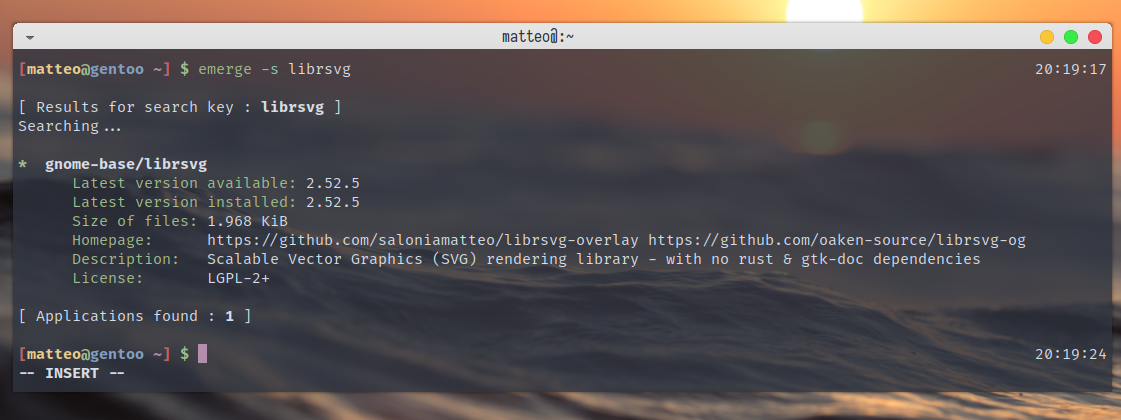 matteo@:~
[matteo@gentoo ~] $ emerge -s librsvg 20:19:17
[ Results for search key : librsvg ]
Searching...
* gnome-base/librsvg
Latest version available: 2.52.5
Latest version installed: 2.52.5
Size of files: 1.968 KiB
Homepage: https://github.com/saloniamatteo/librsvg-overlay https://github.com/oaken-source/librsvg-og
Description: Scalable Vector Graphics (SVG) rendering library - with no rust & gtk-doc dependencies
License: LGPL-2+
[ Applications found : 1 ]
[matteo@gentoo ~] $ 20:19:24
-- INSERT --